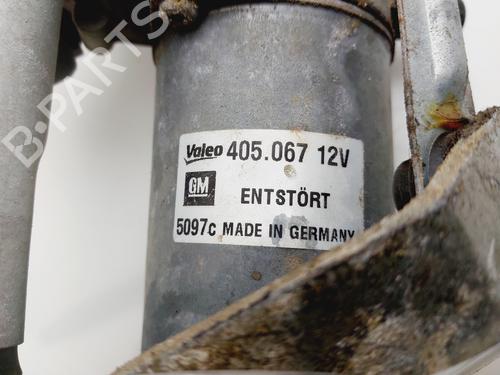 Valeo 405.067 12V
GM ENTSTÖRT
5097c MADE IN GERMANY
B-PARTS